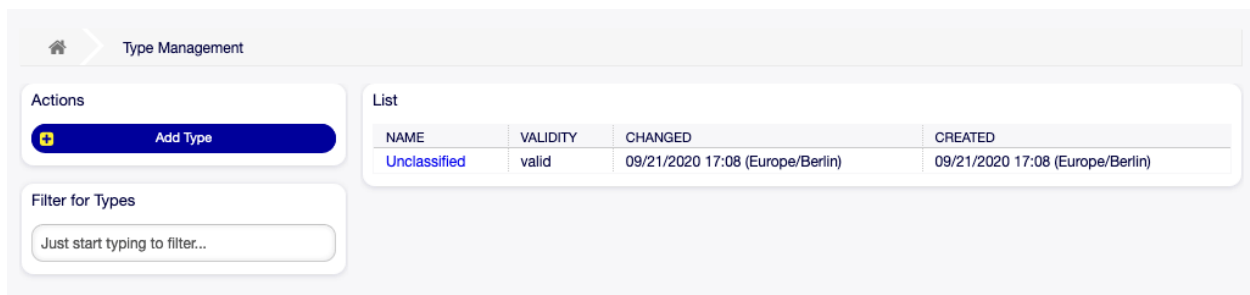 Type Management
Actions
Add Type
Filter for Types
Just start typing to filter...
List
NAME VALIDITY CHANGED CREATED
Unclassified valid 09/21/2020 17:08 (Europe/Berlin) 09/21/2020 17:08 (Europe/Berlin)